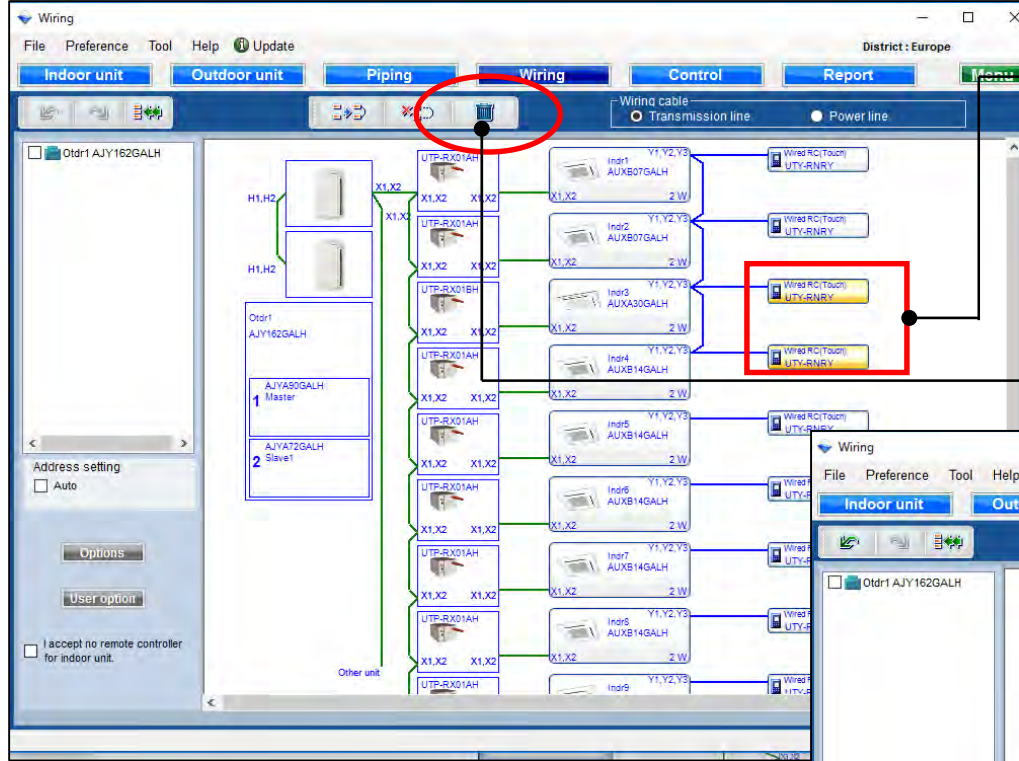 Wiring
File Preference Tool Help Update District : Europe
Indoor unit Outdoor unit Piping Wiring Control Report Menu
Wiring cable
Transmission line Power line
Otdr1 AJY162GALH
Address setting
Auto
Options
User option
I accept no remote controller
for indoor unit.
H1,H2
H1,H2
X1,X2
X1,X2
Otdr1
AJY162GALH
AJYA90GALH
1 Master
AJYA72GALH
2 Slave1
Other unit
UTP-RX01AH
X1,X2 X1,X2
UTP-RX01AH
X1,X2 X1,X2
UTP-RX01BH
X1,X2 X1,X2
UTP-RX01AH
X1,X2 X1,X2
UTP-RX01AH
X1,X2 X1,X2
UTP-RX01AH
X1,X2 X1,X2
UTP-RX01AH
X1,X2 X1,X2
UTP-RX01AH
X1,X2 X1,X2
UTP-RX01AH
Y1,Y2,Y3
Indr1
AUXB07GALH
X1,X2 2 W
Y1,Y2,Y3
Indr2
AUXB07GALH
X1,X2 2 W
Y1,Y2,Y3
Indr3
AUXA30GALH
X1,X2 2 W
Y1,Y2,Y3
Indr4
AUXB14GALH
X1,X2 2 W
Y1,Y2,Y3
Indr5
AUXB14GALH
X1,X2 2 W
Y1,Y2,Y3
Indr6
AUXB14GALH
X1,X2 2 W
Y1,Y2,Y3
Indr7
AUXB14GALH
X1,X2 2 W
Y1,Y2,Y3
Indr8
AUXB14GALH
X1,X2 2 W
Y1,Y2,Y3
Indr9
Wired RC(Touch)
UTY-RNRY
Wired RC(Touch)
UTY-RNRY
Wired RC(Touch)
UTY-RNRY
Wired RC(Touch)
UTY-RNRY
Wired RC(Touch)
UTY-RNRY
Wired
Wired
Wired
Wired
Wiring
File Preference Tool Help
Indoor unit Out
Otdr1 AJY162GALH